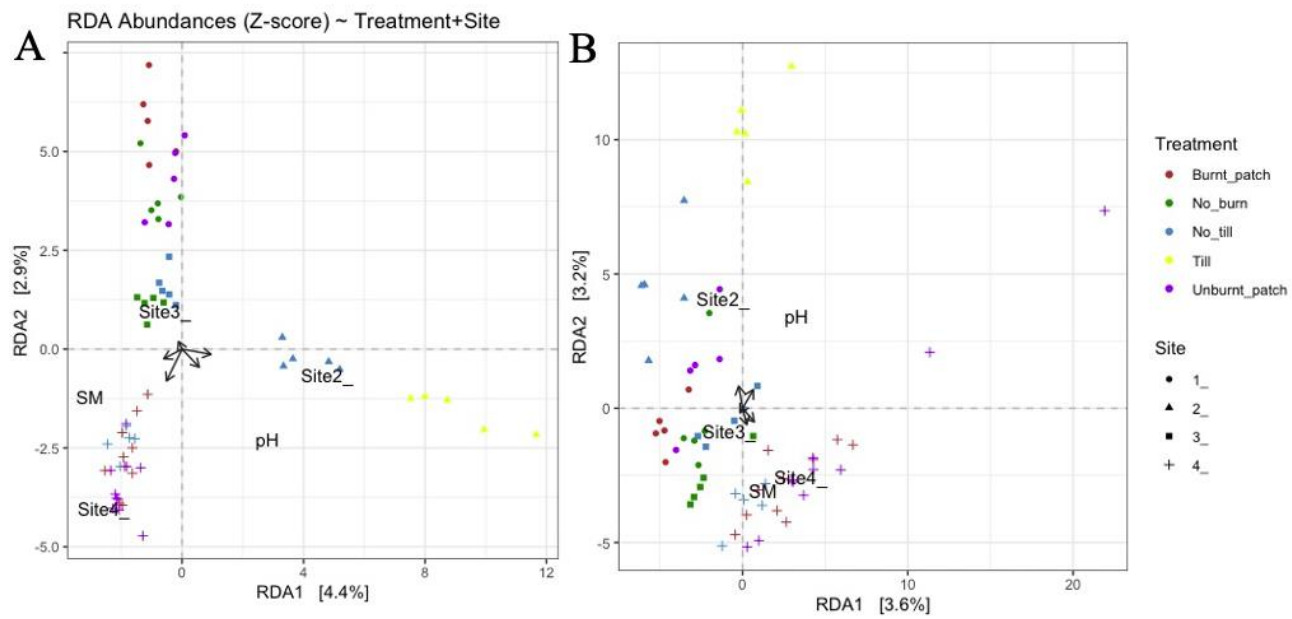 RDA Abundances (Z-score) ~ Treatment+Site
A
5.0
2.5
0.0
-2.5
-5.0
RDA2 [2.9%]
Site3_
Site2_
SM
pH
Site4_
0
4
8
12
RDA1 [4.4%]
B
10
5
0
-5
RDA2 [3.2%]
Site2_
pH
Site3_
Site4_
SM
0
10
20
RDA1 [3.6%]
Treatment
Burnt_patch
No_burn
No_till
Till
Unburnt_patch
Site
1_
2_
3_
4_